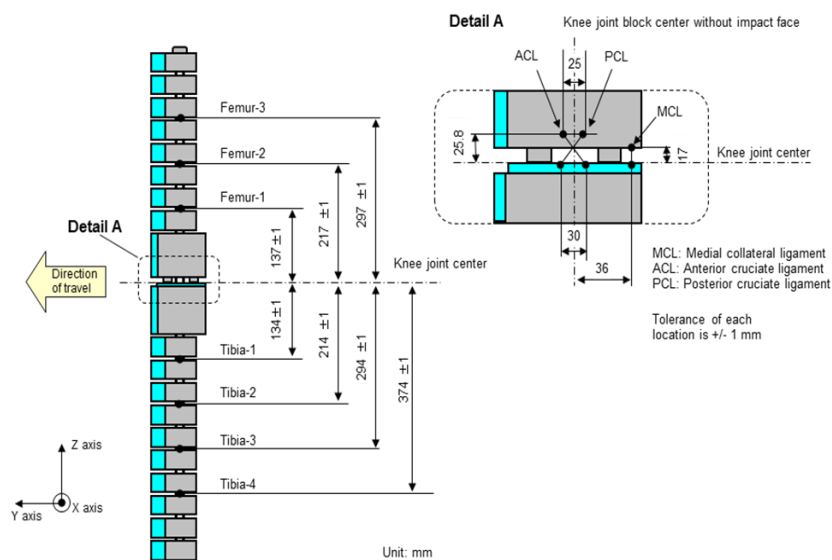 Detail A
Knee joint block center without impact face
ACL
25
PCL
MCL
25.8
17
Knee joint center
30
36
MCL: Medial collateral ligament
ACL: Anterior cruciate ligament
PCL: Posterior cruciate ligament
Tolerance of each
location is +/- 1 mm
Femur-3
Femur-2
Femur-1
137 ±1
217 ±1
297 ±1
Detail A
Direction
of travel
Knee joint center
134 ±1
214 ±1
294 ±1
374 ±1
Tibia-1
Tibia-2
Tibia-3
Tibia-4
Z axis
Y axis
X axis
Unit: mm